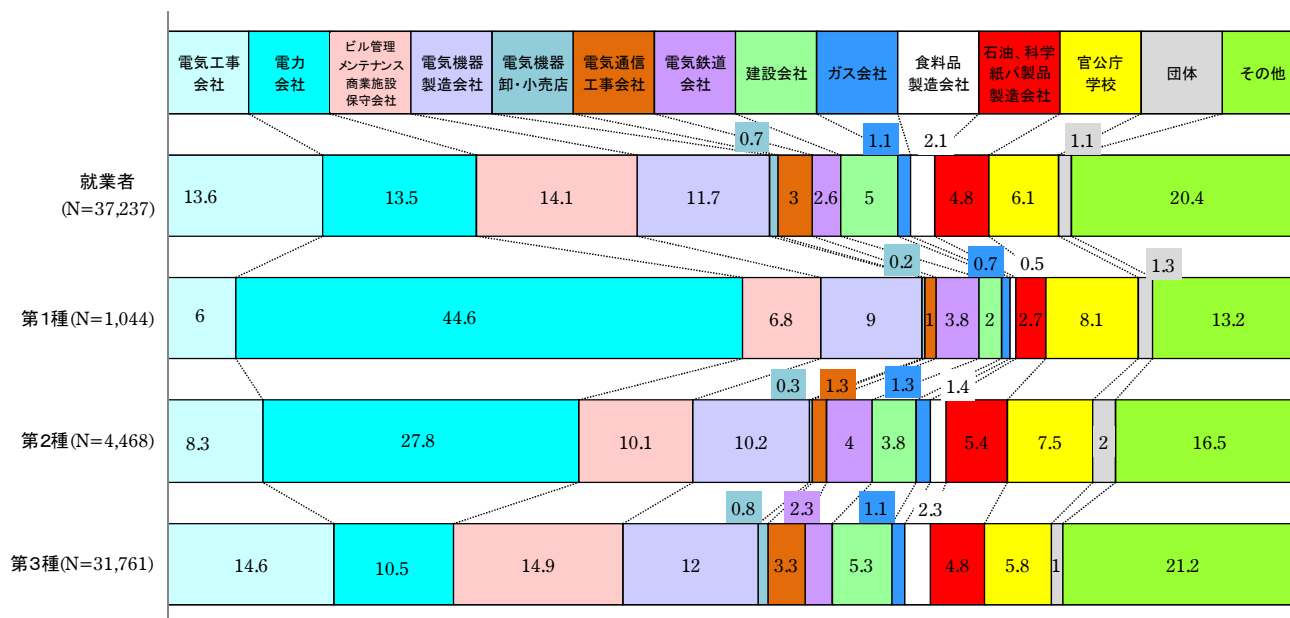 電気工事
会社
電力
会社
ビル管理
メンテナンス
商業施設
保守会社
電気機器
製造会社
電気機器
卸・小売店
電気通信
工事会社
電気鉄道
会社
建設会社
ガス会社
食料品
製造会社
石油、科学
紙パ製品
製造会社
官公庁
学校
団体
その他
0.7
1.1
2.1
1.1
就業者
(N=37,237)
13.6
13.5
14.1
11.7
3
2.6
5
4.8
6.1
20.4
0.2
0.7
0.5
1.3
第1種(N=1,044)
6
44.6
6.8
9
1
3.8
2
2.7
8.1
13.2
0.3
1.3
1.3
1.4
第2種(N=4,468)
8.3
27.8
10.1
10.2
4
3.8
5.4
7.5
2
16.5
0.8
2.3
1.1
2.3
第3種(N=31,761)
14.6
10.5
14.9
12
3.3
5.3
4.8
5.8
1
21.2